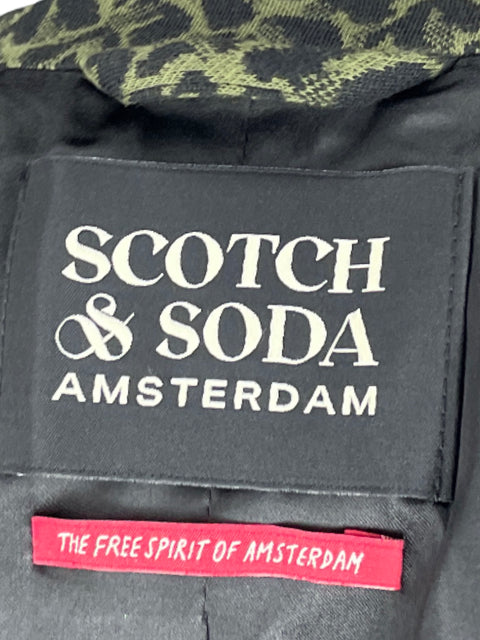 SCOTCH
& SODA
AMSTERDAM
THE FREE SPIRIT OF AMSTERDAM